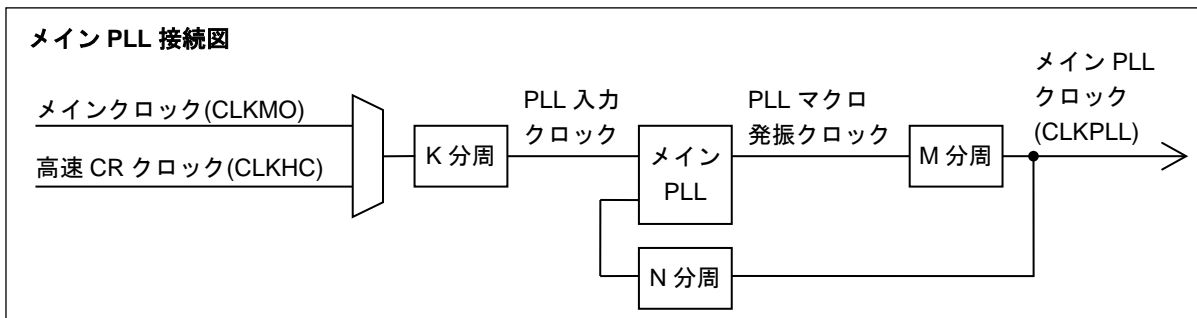 メイン PLL 接続図
メインクロック(CLKMO)
高速 CR クロック(CLKHC)
K 分周
PLL 入力
クロック
メイン
PLL
PLL マクロ
発振クロック
M 分周
メイン PLL
クロック
(CLKPLL)
N 分周